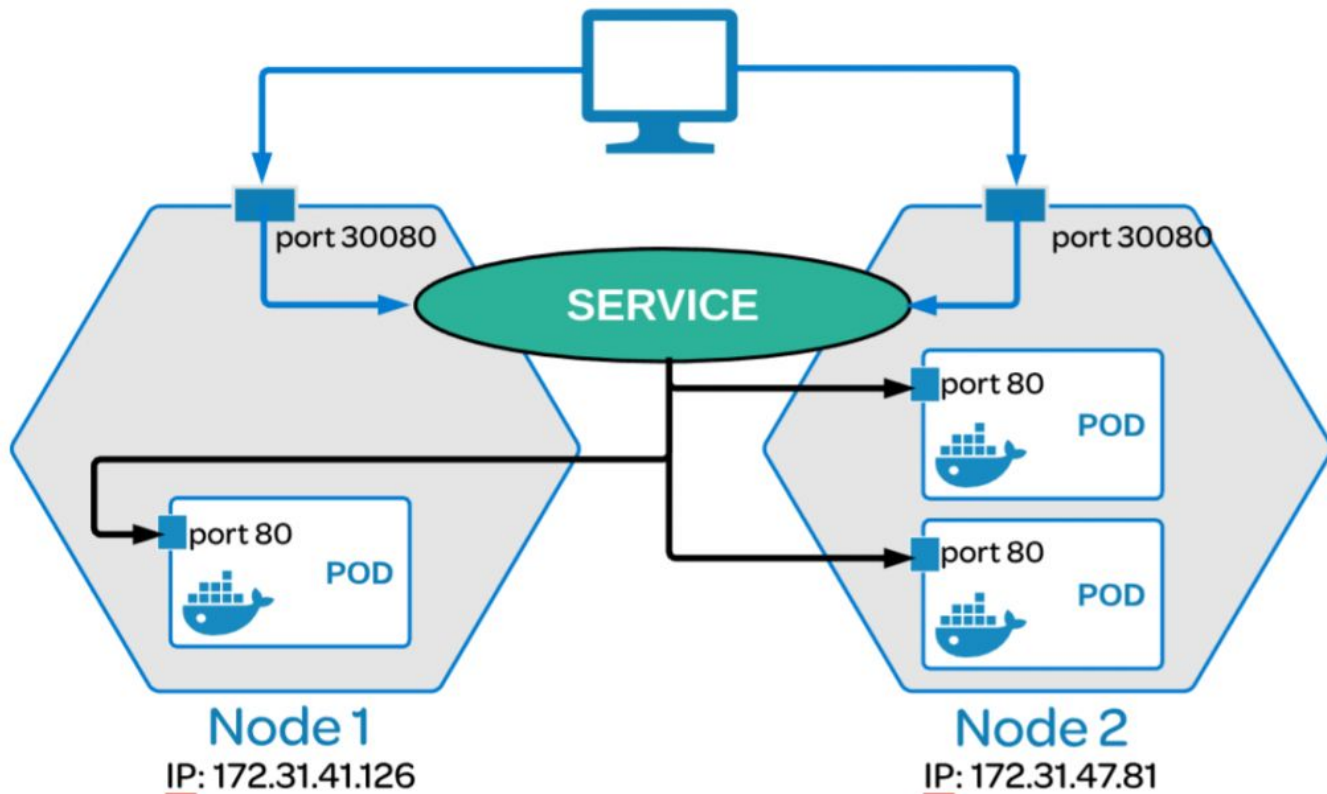 port 30080
port 30080
SERVICE
port 80
POD
port 80
POD
port 80
POD
Node 1
IP: 172.31.41.126
Node 2
IP: 172.31.47.81